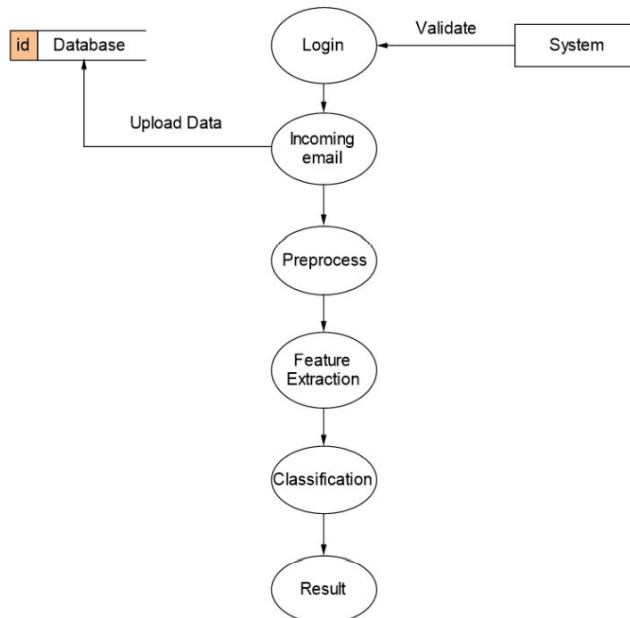 id Database
Login
Validate
System
Upload Data
Incoming
email
Preprocess
Feature
Extraction
Classification
Result